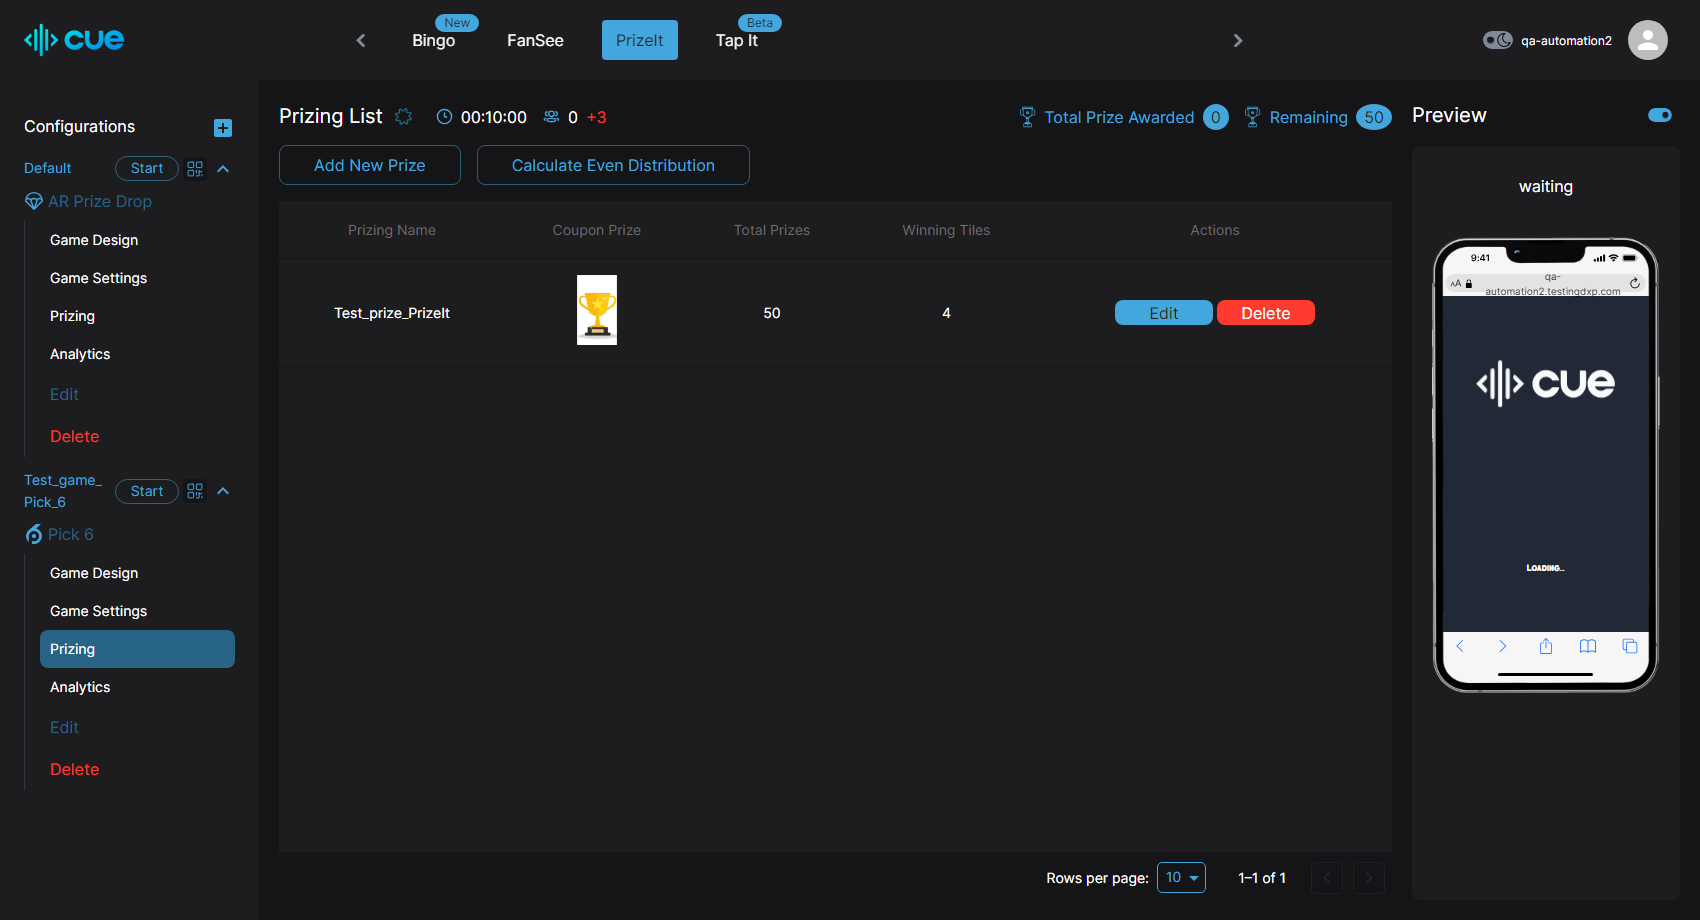 cue
New
Bingo
FanSee
PrizeIt
Beta
Tap It
qa-automation2
Configurations
Default
Start
AR Prize Drop
Game Design
Game Settings
Prizing
Analytics
Edit
Delete
Test_game_
Pick_6
Start
Pick 6
Game Design
Game Settings
Prizing
Analytics
Edit
Delete
Prizing List
00:10:00
0 +3
Total Prize Awarded 0
Remaining 50
Add New Prize
Calculate Even Distribution
Prizing Name Coupon Prize Total Prizes Winning Tiles Actions
Test_prize_PrizeIt 50 4 Edit Delete
Rows per page: 10 1–1 of 1
Preview
waiting
9:41
AA
qa-
automation2.testingdxp.com
cue
Loading...